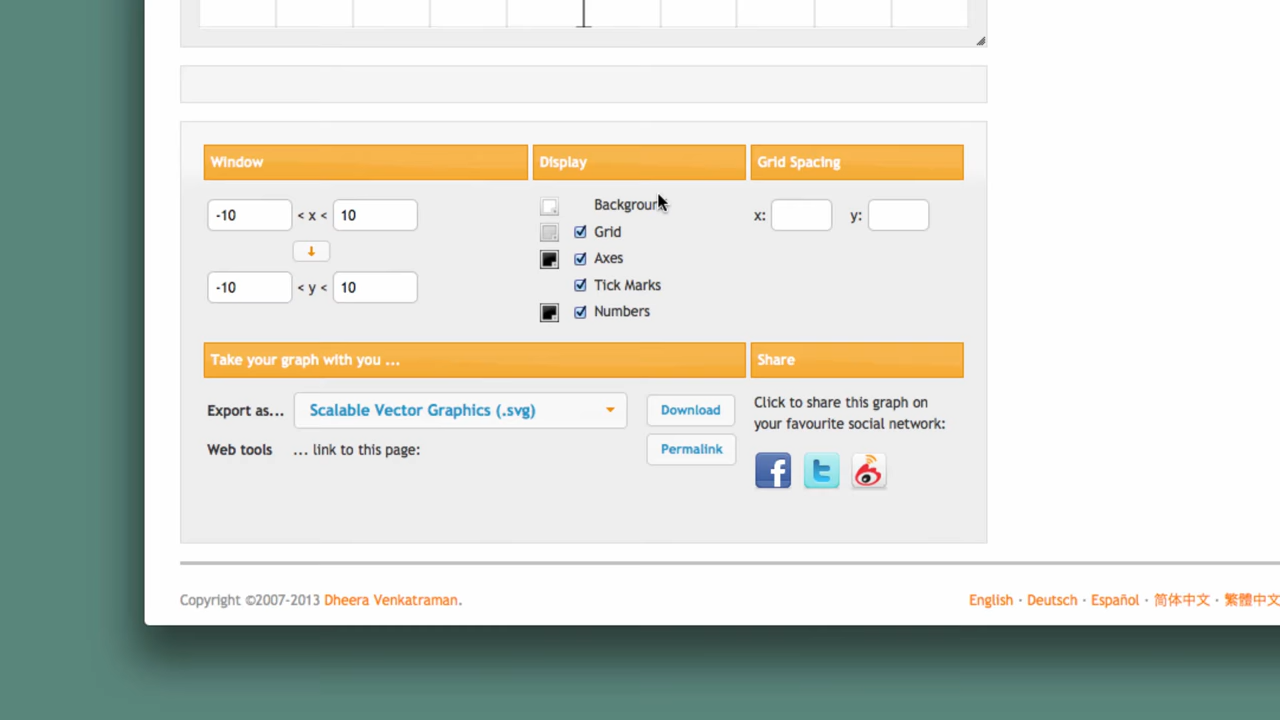 Window Display Grid Spacing
-10 < x < 10
-10 < y < 10
Background
Grid
Axes
Tick Marks
Numbers
x: y:
Take your graph with you ... Share
Export as... Scalable Vector Graphics (.svg) Download
Web tools ... link to this page: Permalink
Click to share this graph on
your favourite social network:
Copyright ©2007-2013 Dheera Venkatraman.
English · Deutsch · Español · 简体中文 · 繁體中文